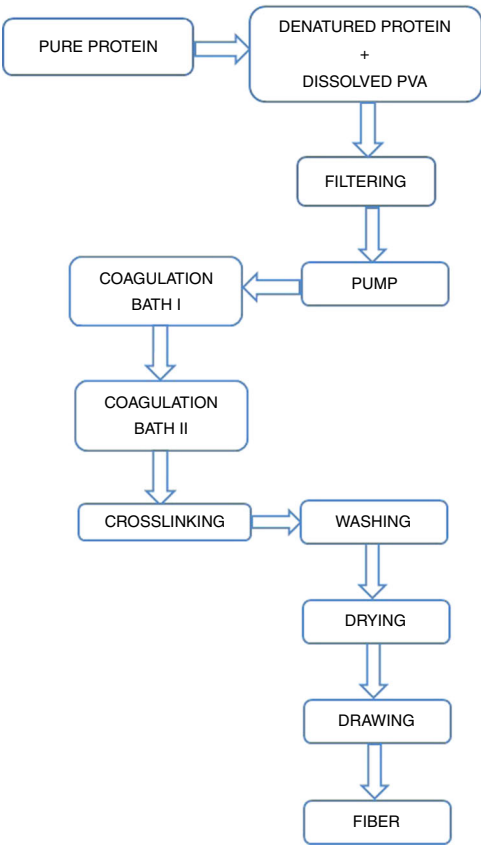 PURE PROTEIN
DENATURED PROTEIN
+
DISSOLVED PVA
FILTERING
PUMP
COAGULATION
BATH I
COAGULATION
BATH II
CROSSLINKING
WASHING
DRYING
DRAWING
FIBER